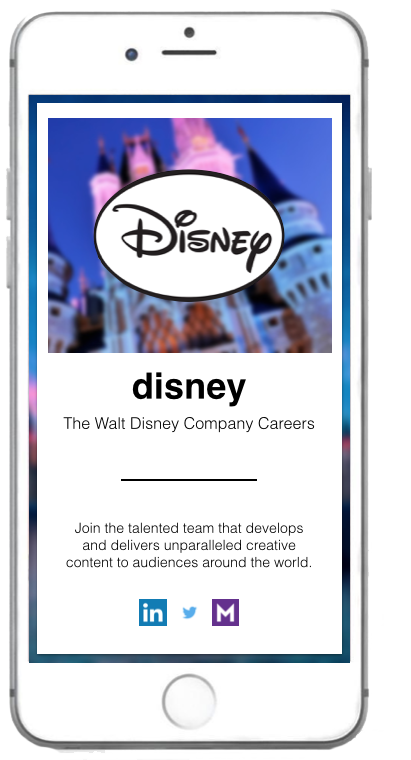 Disney
disney
The Walt Disney Company Careers
Join the talented team that develops
and delivers unparalleled creative
content to audiences around the world.
in M